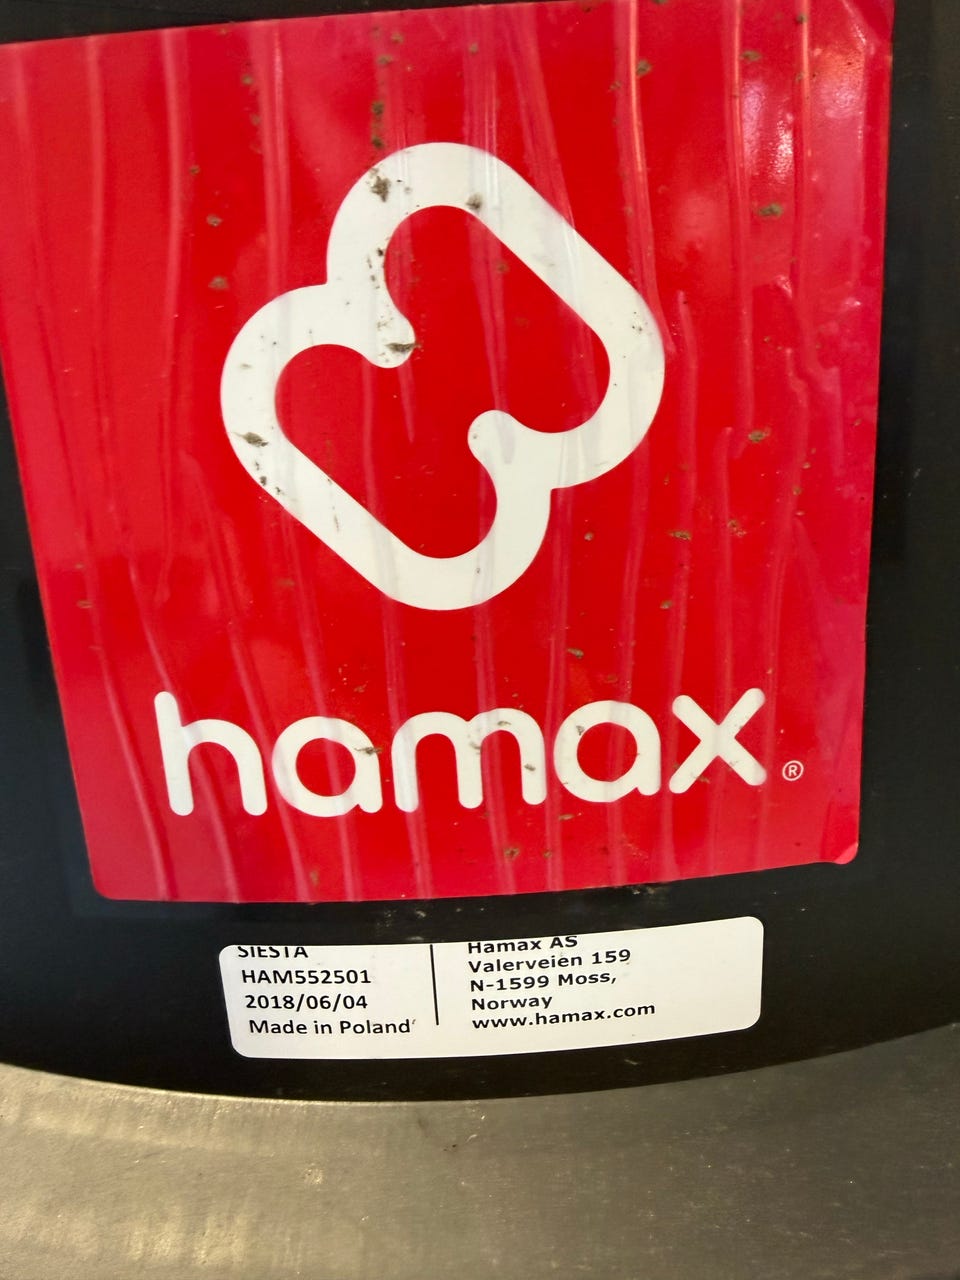 hamax®
SIESTA
HAM552501
2018/06/04
Made in Poland
Hamax AS
Valerveien 159
N-1599 Moss,
Norway
www.hamax.com